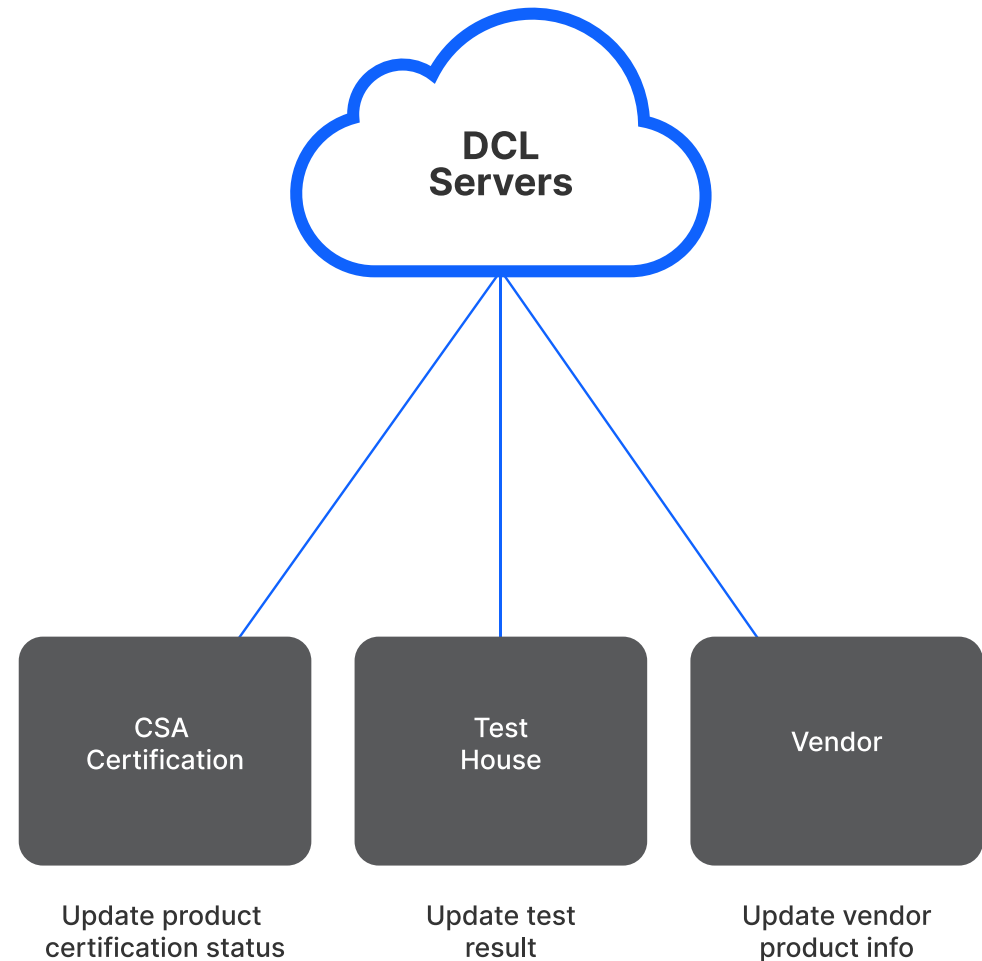 DCL
Servers
CSA
Certification
Test
House
Vendor
Update product
certification status
Update test
result
Update vendor
product info